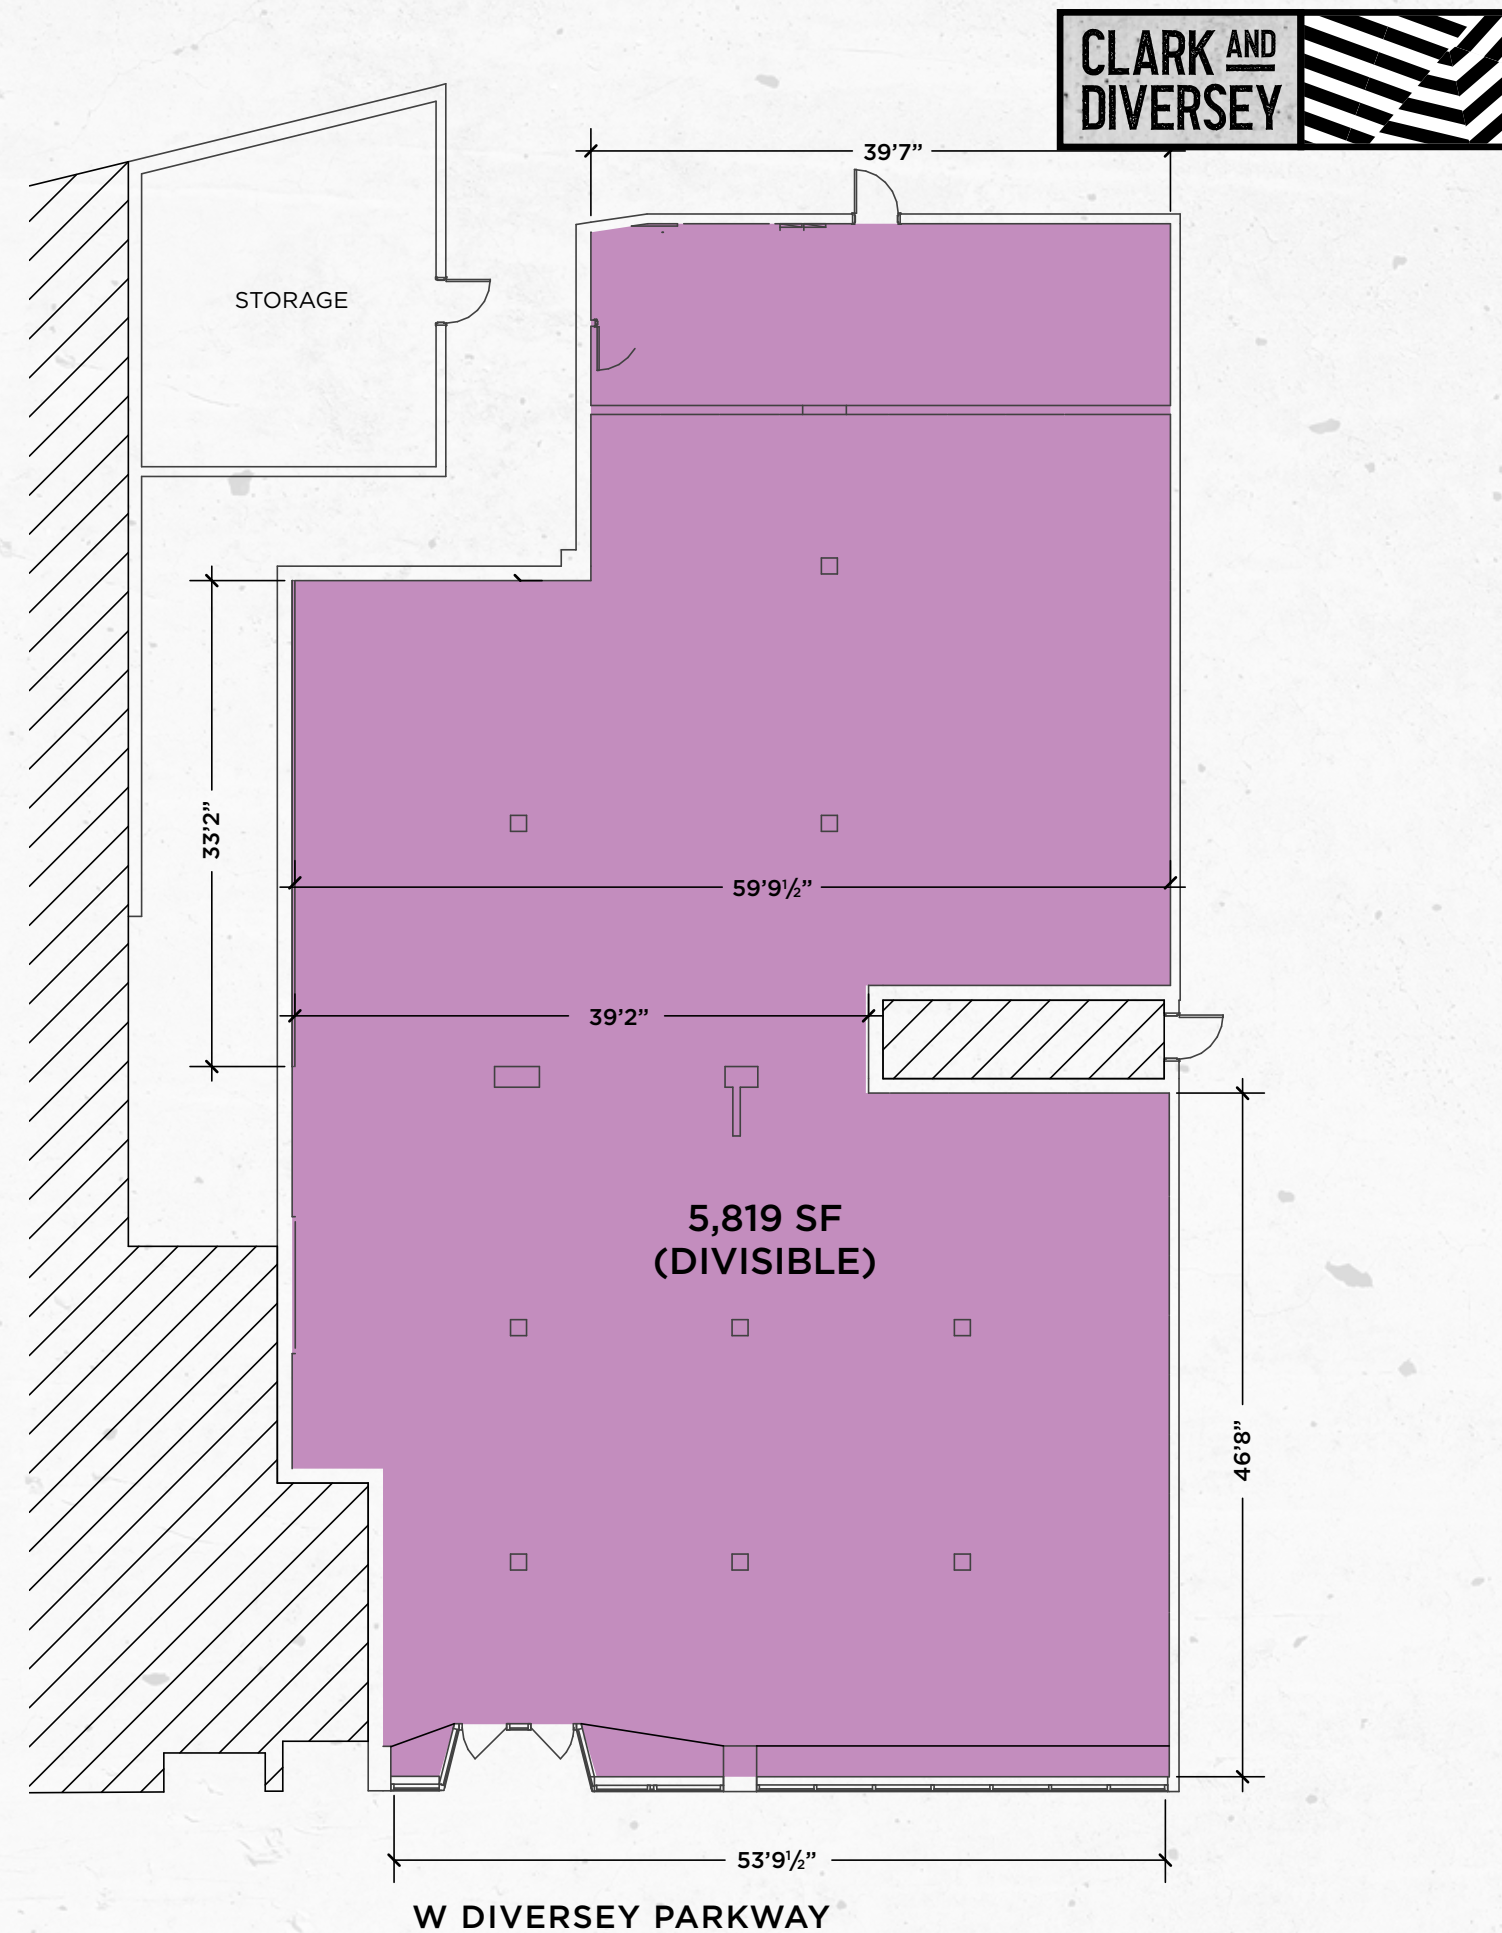 CLARK AND
DIVERSEY
39’7”
STORAGE
33’2”
59’9½”
39’2”
5,819 SF
(DIVISIBLE)
46’8”
53’9½”
W DIVERSEY PARKWAY